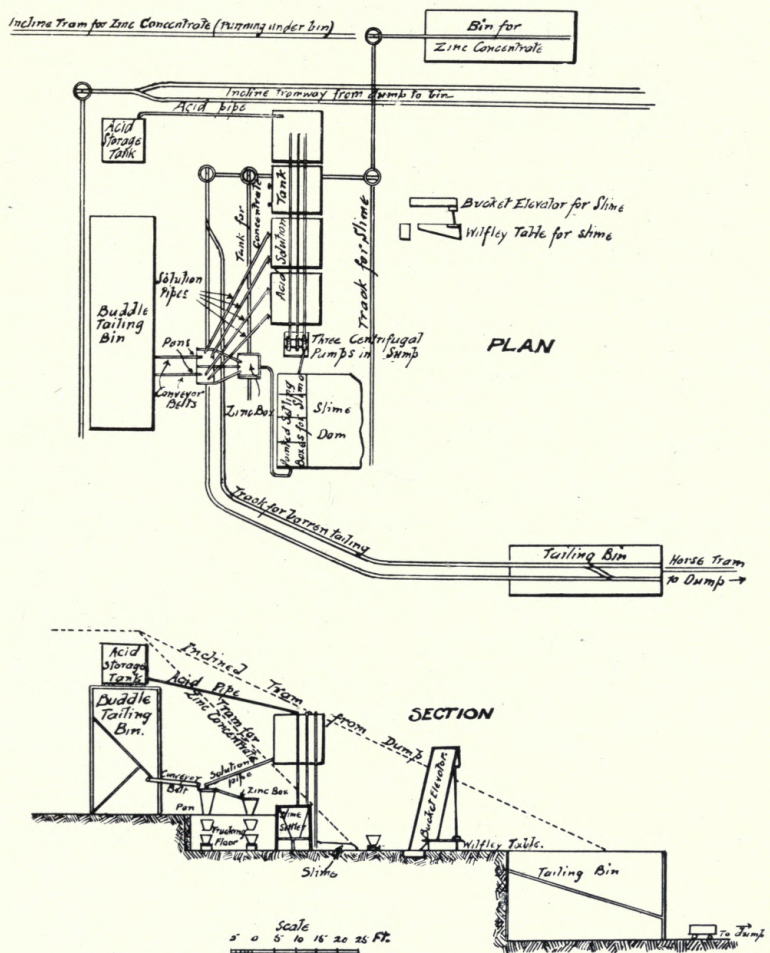 Incline Tram for Zinc Concentrate (running under bin)
Bin for
Zinc Concentrate
Incline tramway from dump to bin
Acid pipe
Acid
Storage
Tank
Tank
Solution
Acid
Tank for
Concentrate
Track for Slime
Bucket Elevator for Slime
Wilfley Table for slime
Buddle
Tailing
Bin
Solution
Pipes
Pans
Conveyor
Belts
Zinc Box
Three Centrifugal
Pumps in Sump
PLAN
Settling
Boxes for Slime
Slime
Dam
Track for barren tailing
Tailing Bin
Horse Tram
to Dump
Inclined Tram from Dump
Acid
Storage
Tank
Acid Pipe
Tram for
Zinc Concentrate
Buddle
Tailing
Bin.
SECTION
Conveyor
Belt
Solution
pipe
Zinc Box
Pan
Trucking
Floor
Slime
Settler
Slime
Bucket Elevator
Wilfley Table.
Tailing Bin
To Dump
Scale
5 0 5 10 15 20 25 Ft.